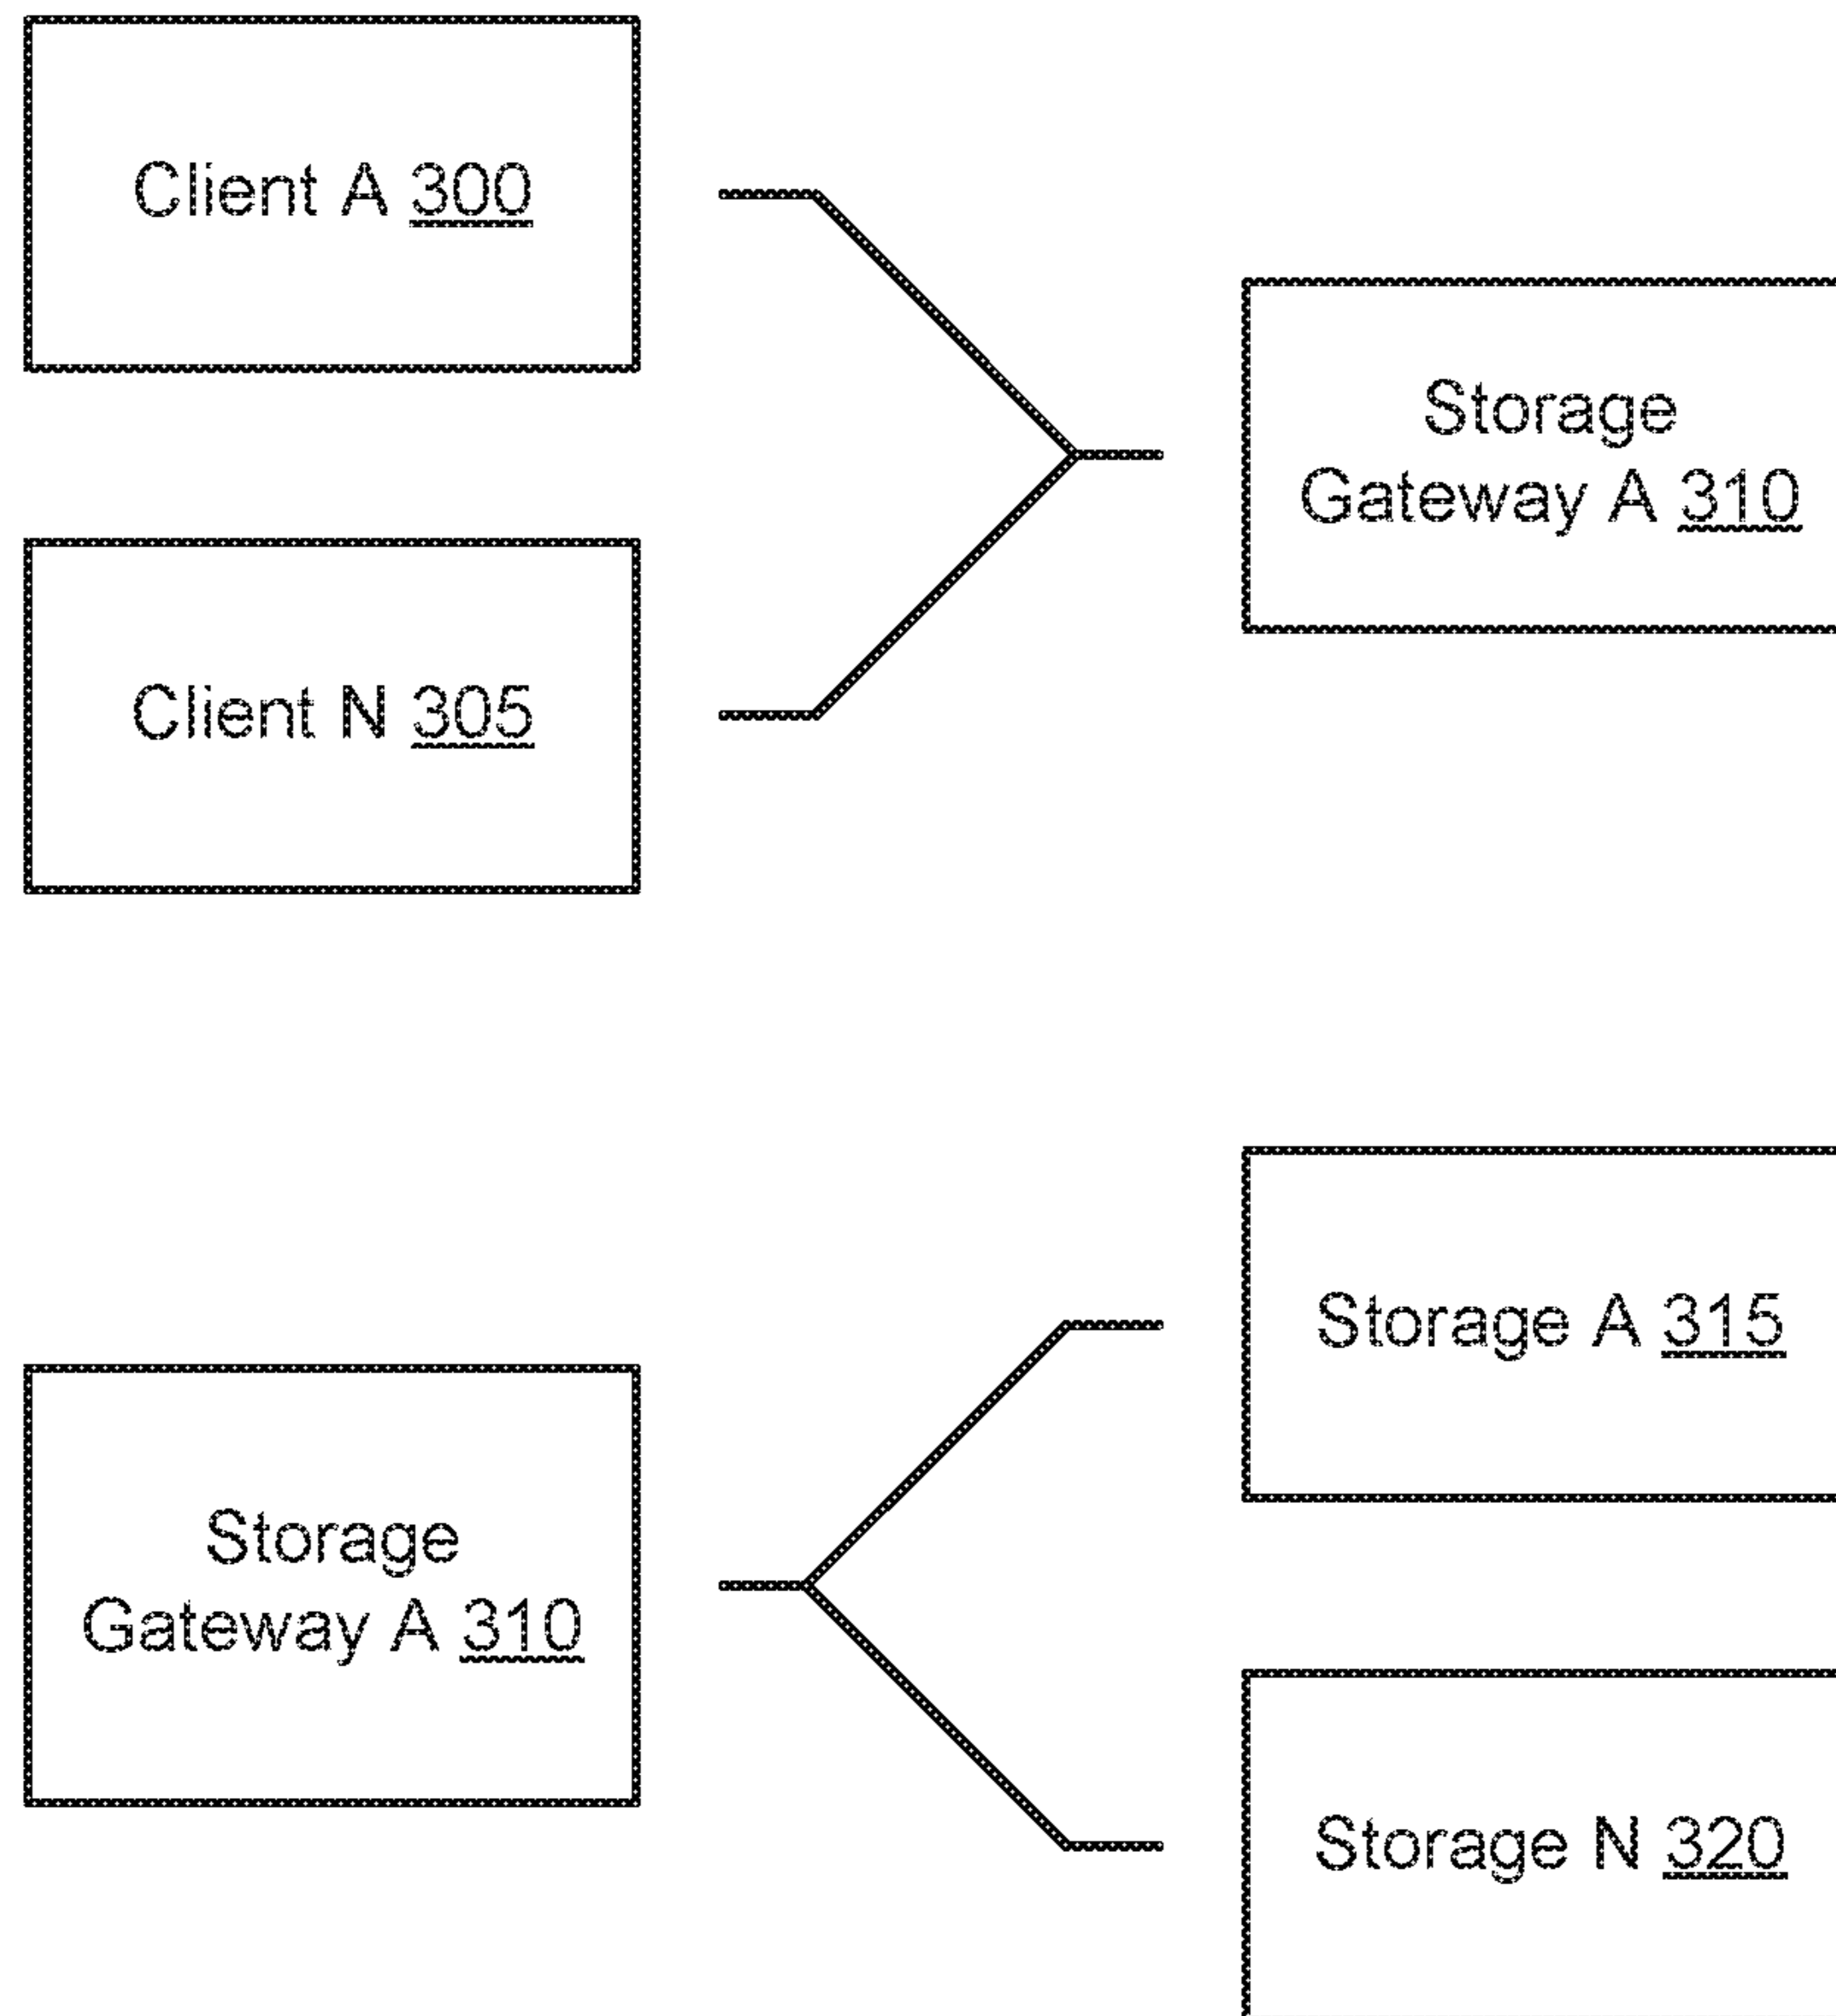 Client A 300
Storage
Gateway A 310
Client N 305
Storage A 315
Storage
Gateway A 310
Storage N 320